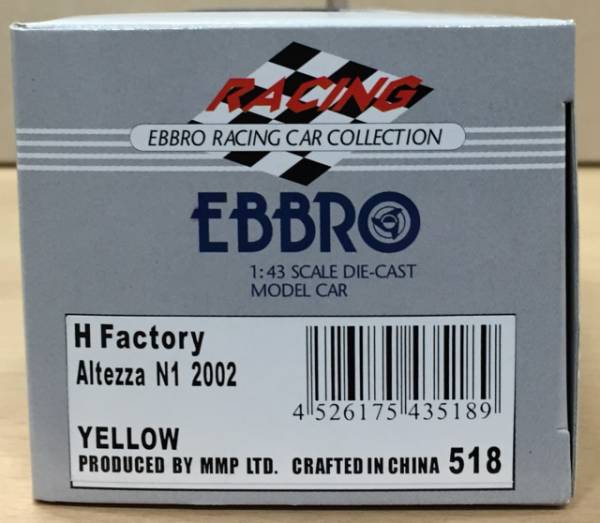 RACING
EBBRO RACING CAR COLLECTION
EBBRO
1:43 SCALE DIE-CAST
MODEL CAR
H Factory
Altezza N1 2002
4 526175 435189
YELLOW
PRODUCED BY MMP LTD. CRAFTED IN CHINA 518